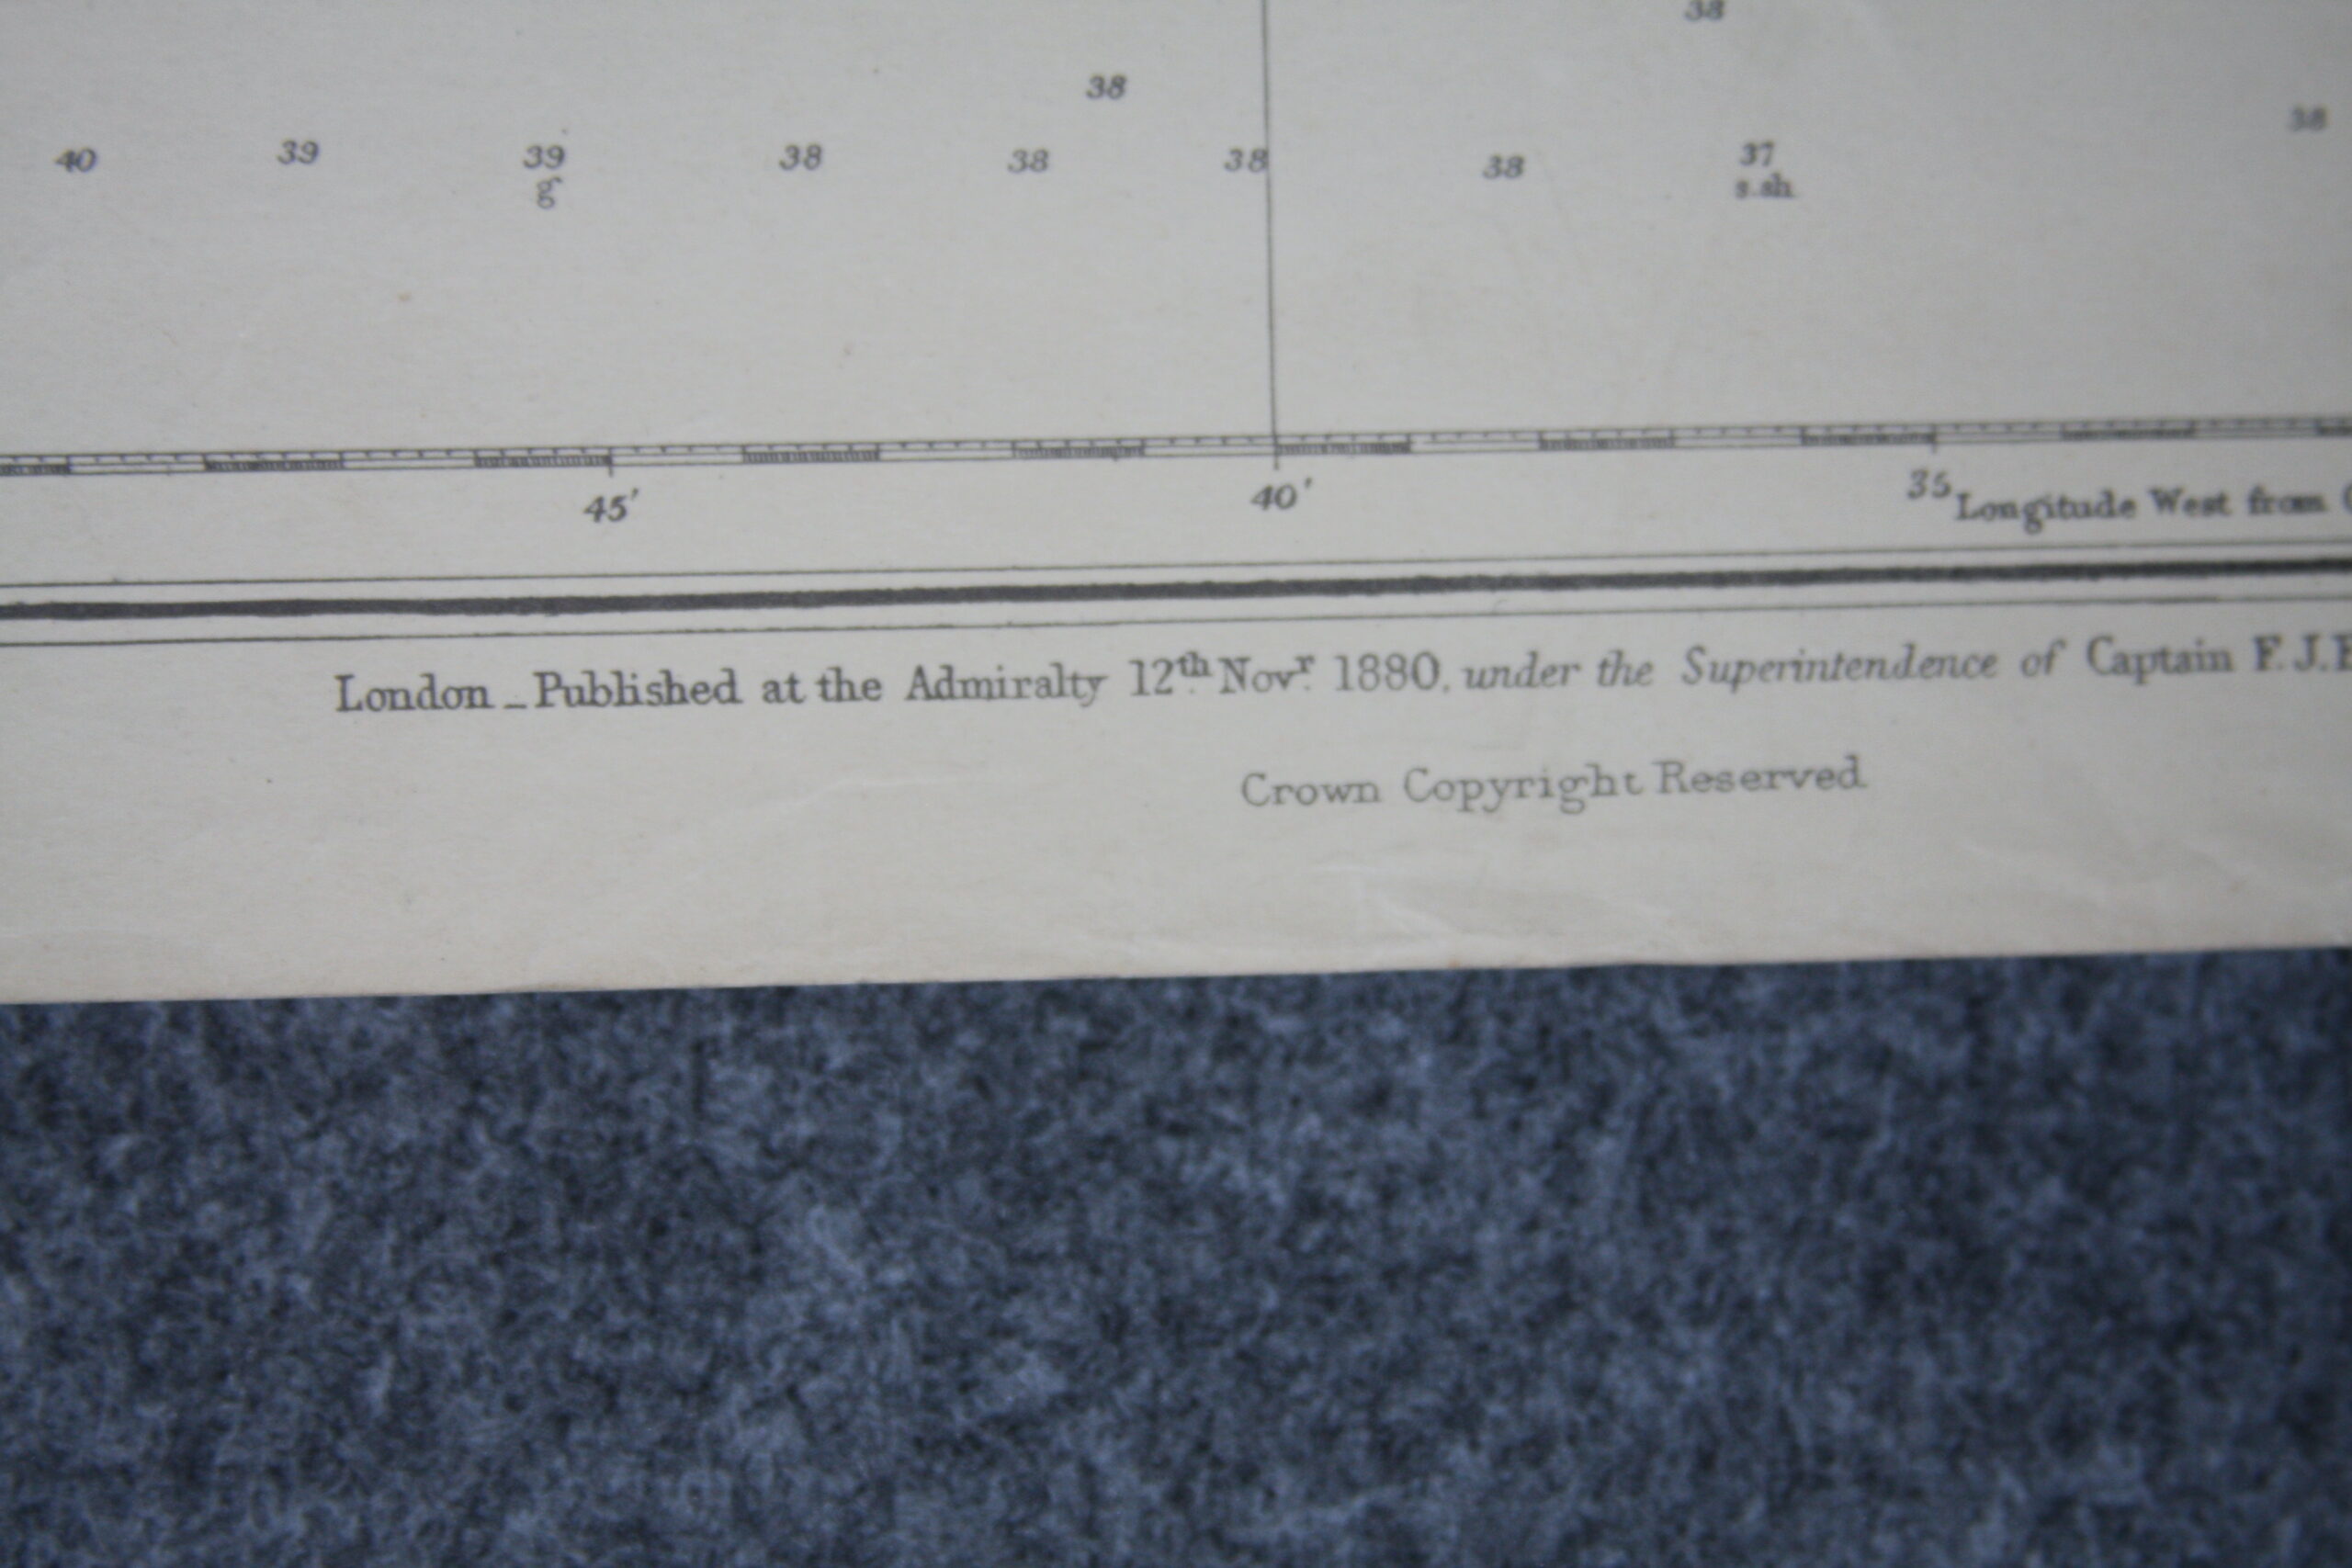 38
38
38
40 39 39 38 38 38 38 37
g s.sh
45' 40' 35
Longitude West from
London _ Published at the Admiralty 12th Novr. 1880, under the Superintendence of Captain F. J.
Crown Copyright Reserved